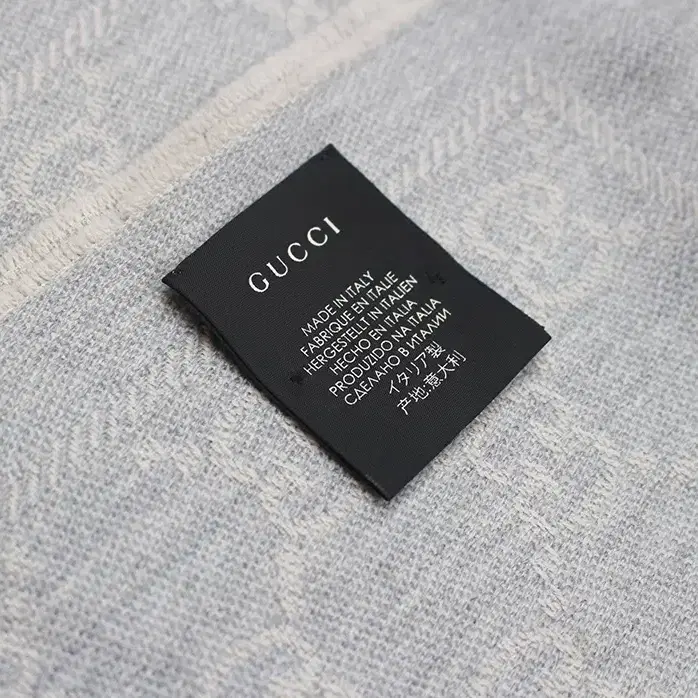 GUCCI
MADE IN ITALY
FABRIQUE EN ITALIE
HERGESTELLT IN ITALIEN
HECHO EN ITALIA
PRODUZIDO NA ITALIA
СДЕЛАНО В ИТАЛИИ
イタリア製
产地:意大利